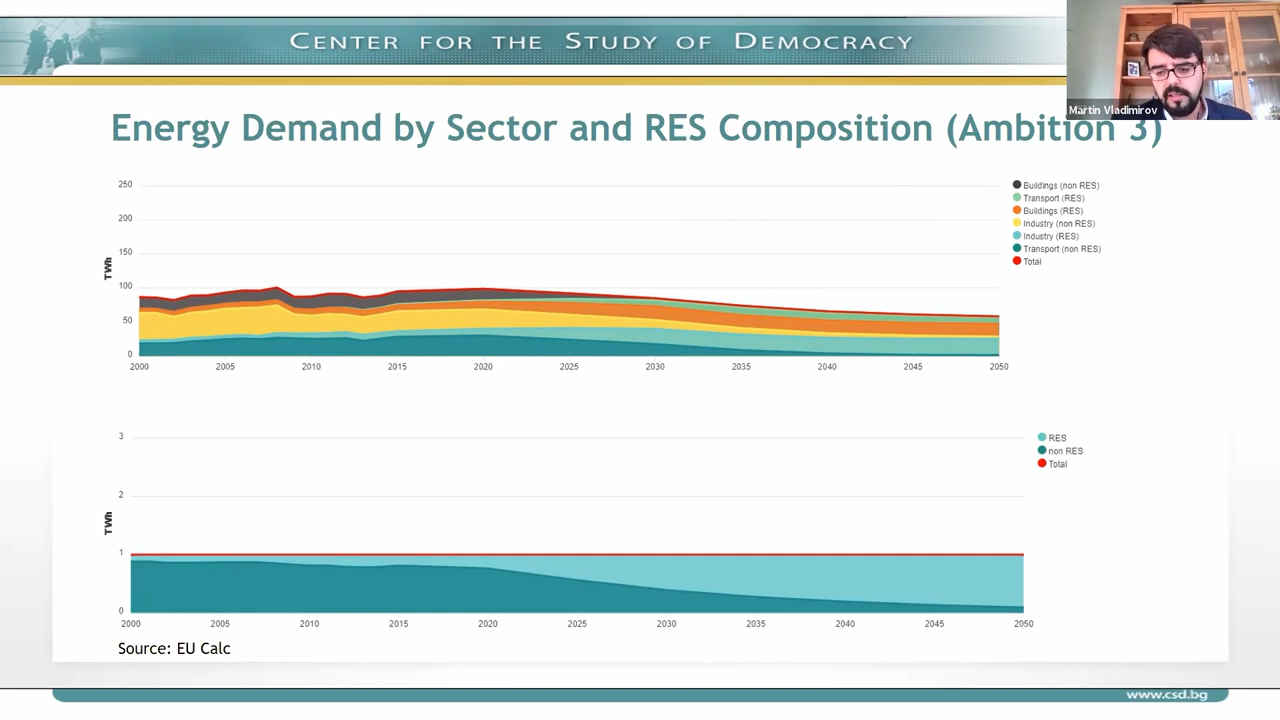 CENTER FOR THE STUDY OF DEMOCRACY
Martin Vladimirov
Energy Demand by Sector and RES Composition (Ambition 3)
250
200
150
100
50
0
TWh
2000 2005 2010 2015 2020 2025 2030 2035 2040 2045 2050
Buildings (non RES)
Transport (RES)
Buildings (RES)
Industry (non RES)
Industry (RES)
Transport (non RES)
Total
3
2
1
0
TWh
2000 2005 2010 2015 2020 2025 2030 2035 2040 2045 2050
RES
non RES
Total
Source: EU Calc
www.csd.bg